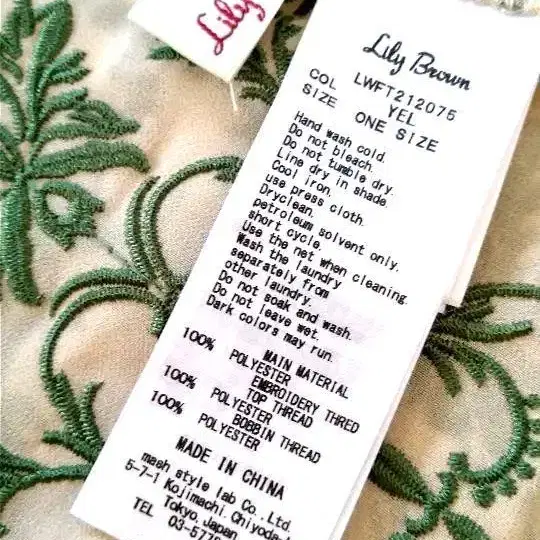 Lily
Lily Brown
LWFT212075
COL YEL
SIZE ONE SIZE
Hand wash cold.
Do not bleach.
Do not tumble dry.
Line dry in shade.
Cool iron.
use press cloth.
Dryclean.
petroleum solvent only.
short cycle.
Use the net when cleaning.
Wash the laundry
separately from
other laundry.
Do not soak and wash.
Do not leave wet.
Dark colors may run.
MAIN MATERIAL
100% POLYESTER
EMBROIDERY THRED
100% POLYESTER
TOP THREAD
100% POLYESTER
BOBBIN THREAD
100% POLYESTER
MADE IN CHINA
mash style lab Co.,Ltd.
5-7-1 Kojimachi,Chiyoda-
Tokyo,Japan
TEL 03-577